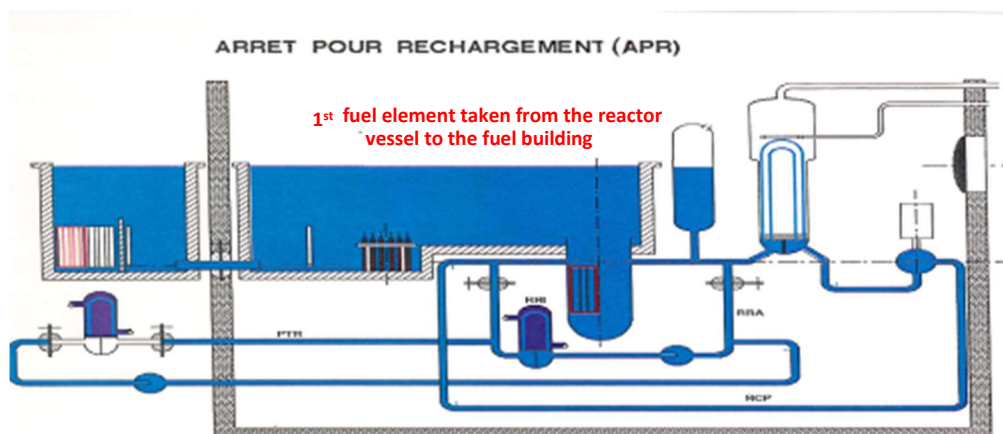 ARRET POUR RECHARGEMENT (APR)
1st fuel element taken from the reactor
vessel to the fuel building
RRI
RRA
PTR
RCP